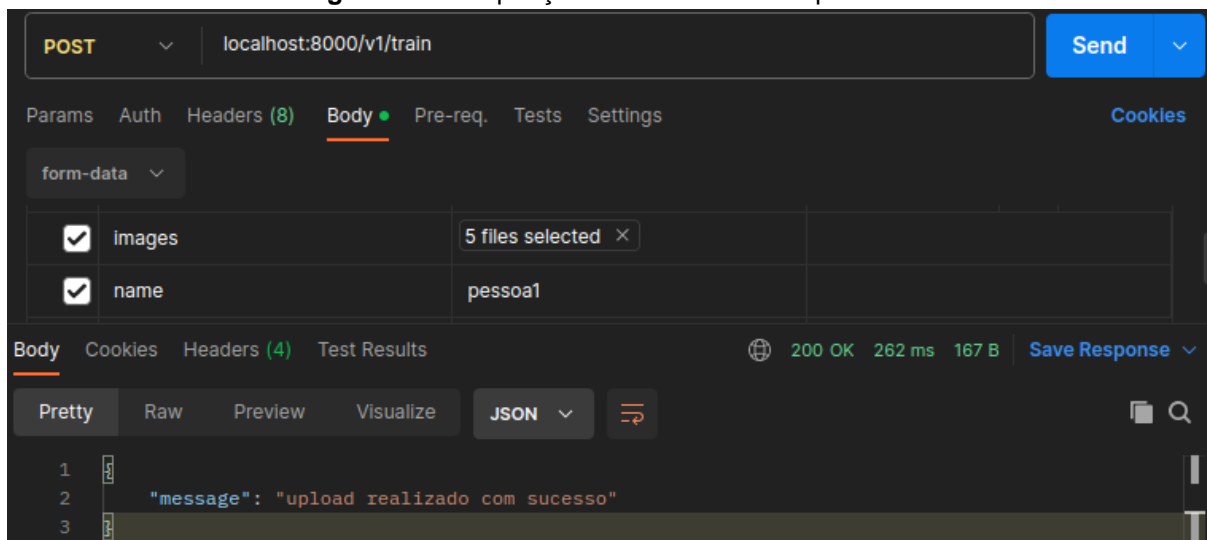 POST localhost:8000/v1/train Send
Params Auth Headers (8) Body Pre-req. Tests Settings Cookies
form-data
images 5 files selected
name pessoa1
Body Cookies Headers (4) Test Results 200 OK 262 ms 167 B Save Response
Pretty Raw Preview Visualize JSON
1 {
2 "message": "upload realizado com sucesso"
3 }